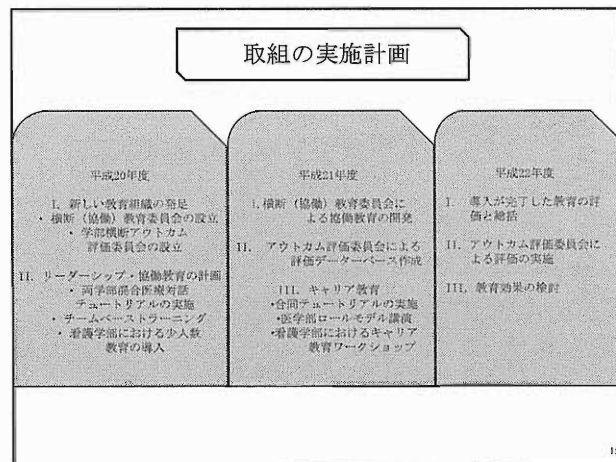 取組の実施計画
平成20年度
I. 新しい教育組織の発足
・ 横断（協働）教育委員会の設立
・ 学部横断アウトカム
評価委員会の設立
II. リーダーシップ・協働教育の計画
・ 両学部混合医療対話
チュートリアルの実施
・ チームベーストラーニング
・ 看護学部における少人数
教育の導入
平成21年度
I. 横断（協働）教育委員会に
よる協働教育の開発
II. アウトカム評価委員会による
評価データーベース作成
III. キャリア教育
・合同テュートリアルの実施
・医学部ロールモデル講演
・看護学部におけるキャリア
教育ワークショップ
平成22年度
I. 導入が完了した教育の評
価と総括
II. アウトカム評価委員会に
よる評価の実施
III. 教育効果の検討